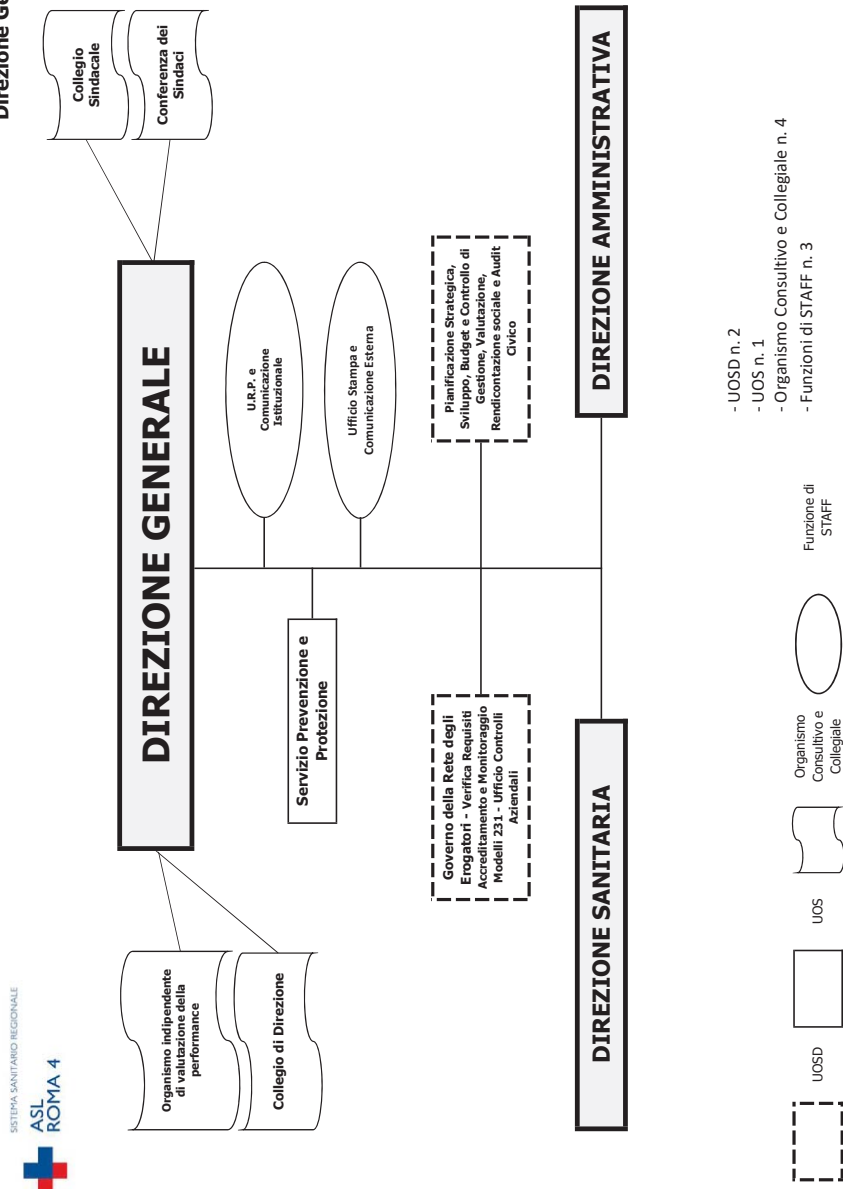 SISTEMA SANITARIO REGIONALE
ASL
ROMA 4
Organismo indipendente
di valutazione della
performance
Collegio di Direzione
DIREZIONE GENERALE
Collegio
Sindacale
Conferenza dei
Sindaci
U.R.P. e
Comunicazione
Istituzionale
Servizio Prevenzione e
Protezione
Ufficio Stampa e
Comunicazione Esterna
Governo della Rete degli
Erogatori - Verifica Requisiti
Accreditamento e Monitoraggio
Modelli 231 - Ufficio Controlli
Aziendali
Pianificazione Strategica,
Sviluppo, Budget e Controllo di
Gestione, Valutazione,
Rendicontazione sociale e Audit
Civico
DIREZIONE SANITARIA
DIREZIONE AMMINISTRATIVA
- UOSD n. 2
- UOS n. 1
- Organismo Consultivo e Collegiale n. 4
- Funzioni di STAFF n. 3
UOSD
UOS
Organismo
Consultivo e
Collegiale
Funzione di
STAFF